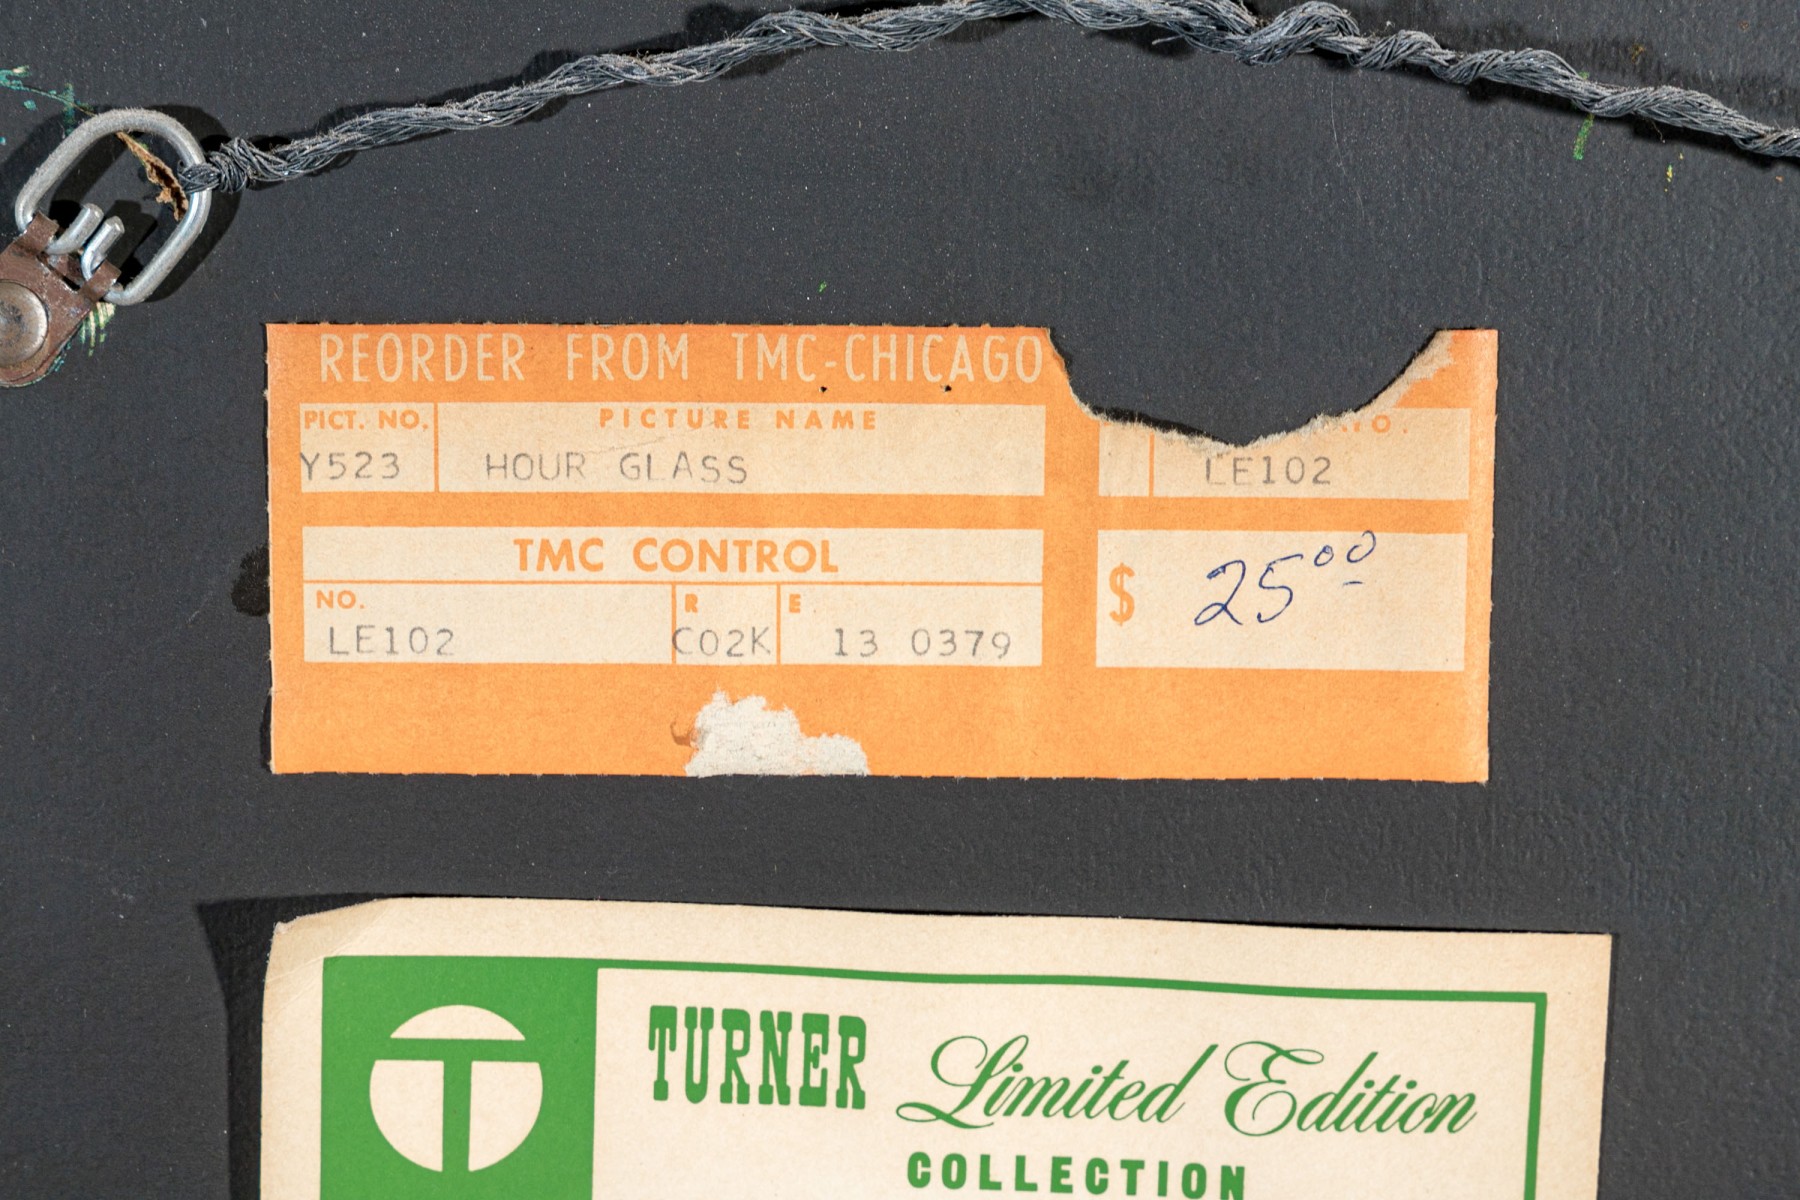 REORDER FROM TMC-CHICAGO
PICT. NO. PICTURE NAME
Y523 HOUR GLASS LE102
TMC CONTROL
$ 25.00
NO. R E
LE102 C02K 13 0379
TURNER Limited Edition
COLLECTION